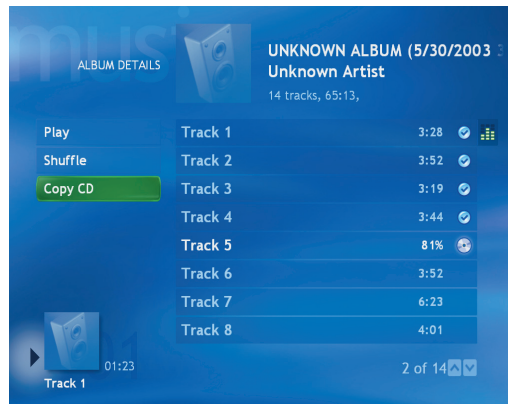 music
ALBUM DETAILS
UNKNOWN ALBUM (5/30/2003
Unknown Artist
14 tracks, 65:13,
Play
Shuffle
Copy CD
Track 1 3:28
Track 2 3:52
Track 3 3:19
Track 4 3:44
Track 5 81%
Track 6 3:52
Track 7 6:23
Track 8 4:01
01
01:23
Track 1
2 of 14